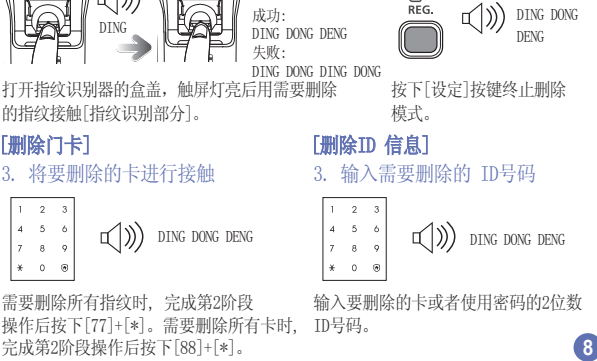 DING
成功:
DING DONG DENG
失败:
DING DONG DING DONG
打开指纹识别器的盒盖，触屏灯亮后用需要删除
的指纹接触[指纹识别部分]。
REG.
DING DONG
DENG
按下[设定]按键终止删除
模式。
[删除门卡]
3. 将要删除的卡进行接触
1 2 3
4 5 6
7 8 9
* 0
DING DONG DENG
需要删除所有指纹时, 完成第2阶段
操作后按下[77]+[*]。需要删除所有卡时,
完成第2阶段操作后按下[88]+[*]。
[删除ID 信息]
3. 输入需要删除的 ID号码
1 2 3
4 5 6
7 8 9
* 0
DING DONG DENG
输入要删除的卡或者使用密码的2位数
ID号码。
8